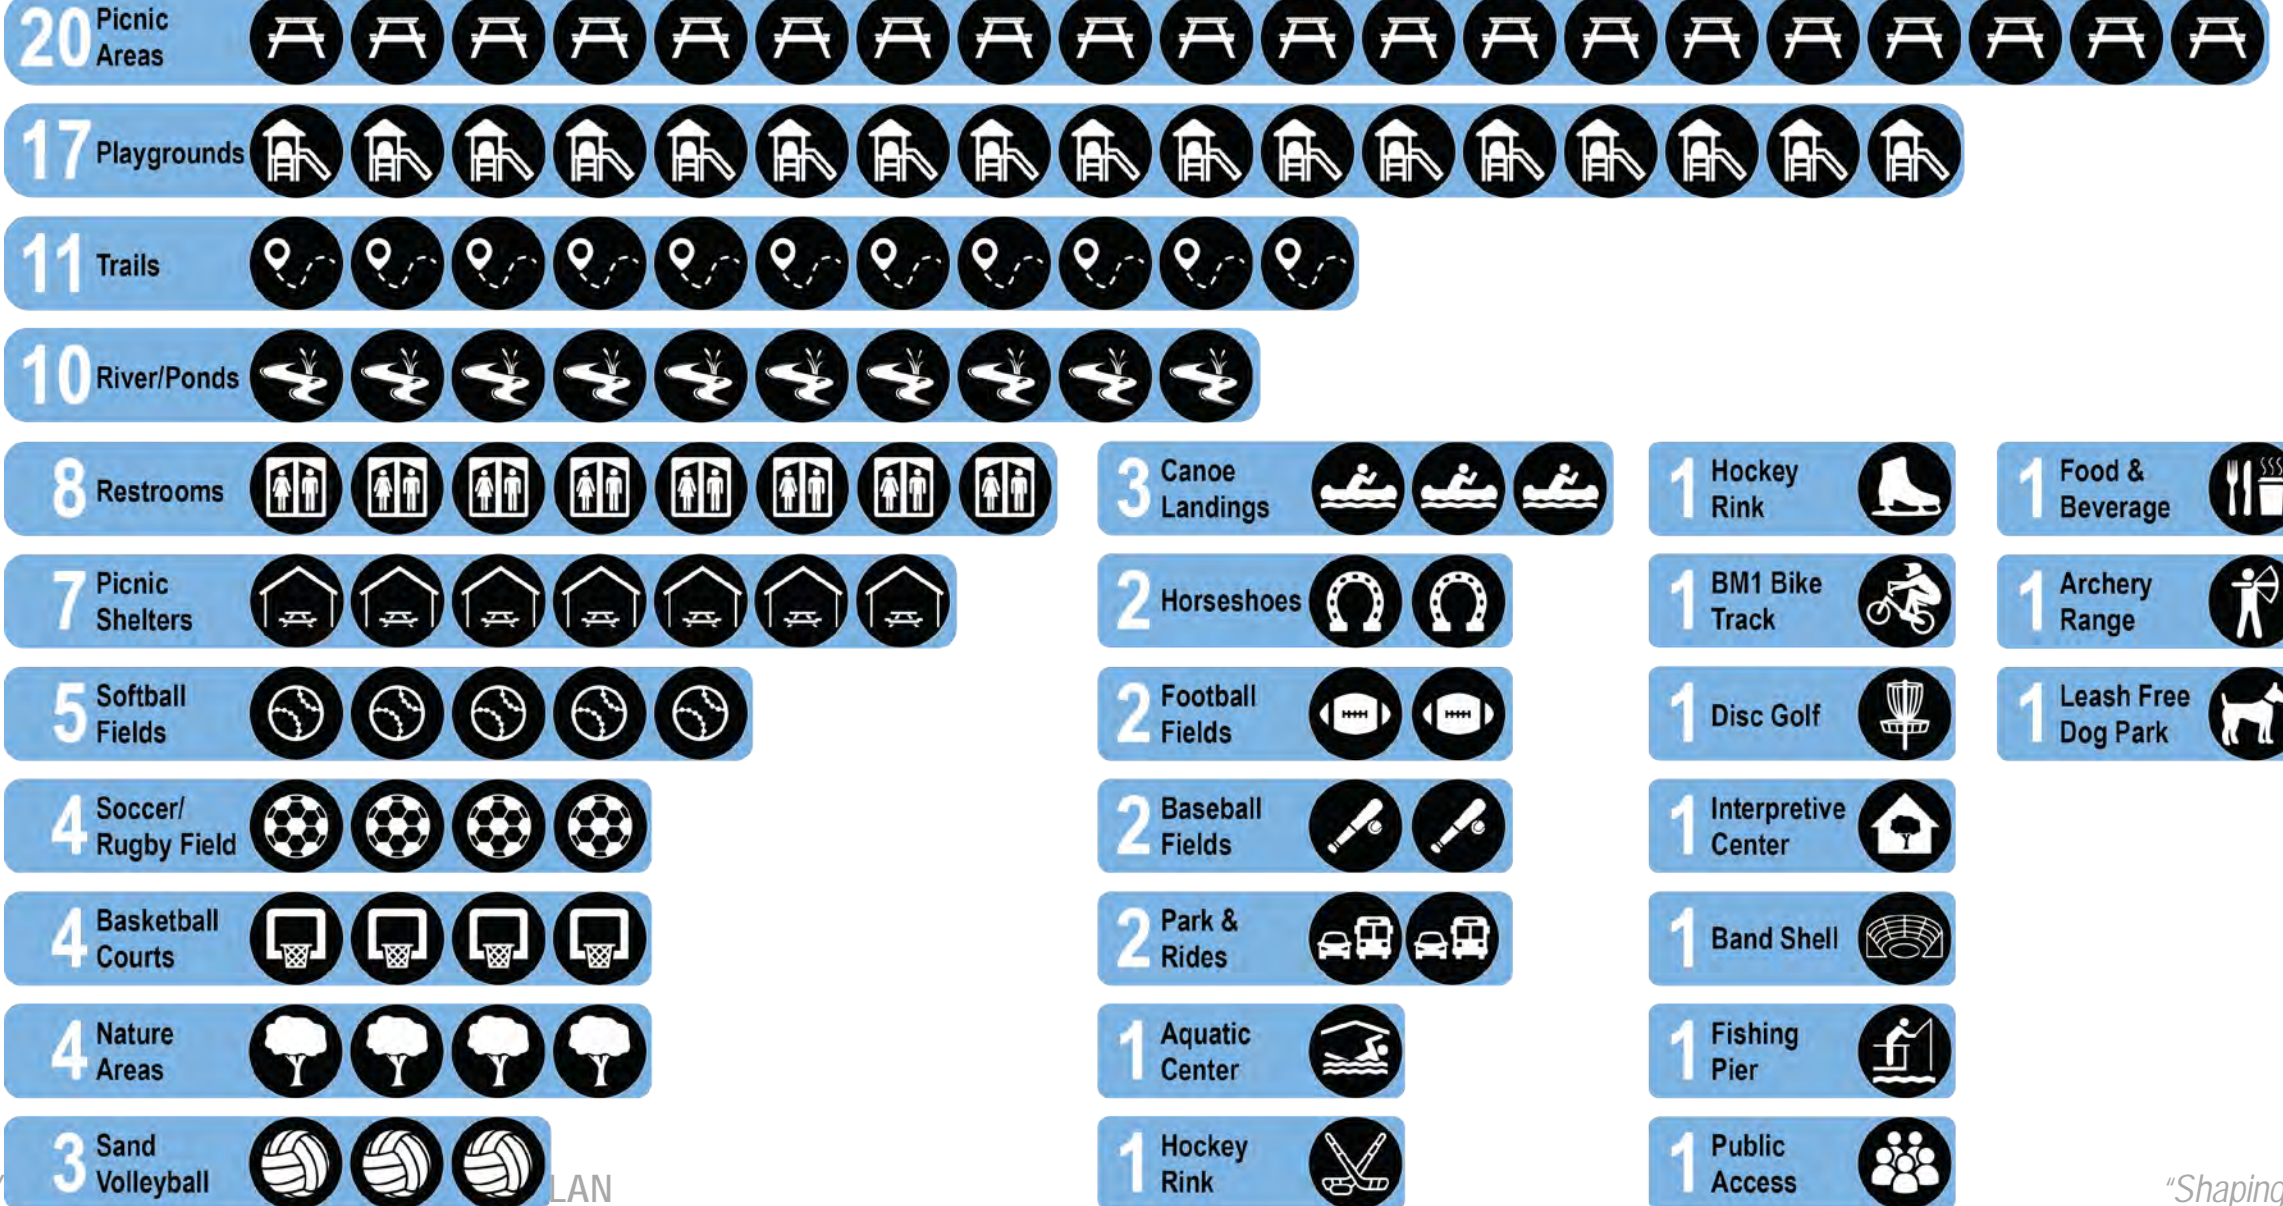 20 Picnic
Areas
17 Playgrounds
11 Trails
10 River/Ponds
8 Restrooms
7 Picnic
Shelters
5 Softball
Fields
4 Soccer/
Rugby Field
4 Basketball
Courts
4 Nature
Areas
3 Sand
Volleyball
3 Canoe
Landings
2 Horseshoes
2 Football
Fields
2 Baseball
Fields
2 Park &
Rides
1 Aquatic
Center
1 Hockey
Rink
1 Hockey
Rink
1 BM1 Bike
Track
1 Disc Golf
1 Interpretive
Center
1 Band Shell
1 Fishing
Pier
1 Public
Access
1 Food &
Beverage
1 Archery
Range
1 Leash Free
Dog Park
LAN
"Shaping